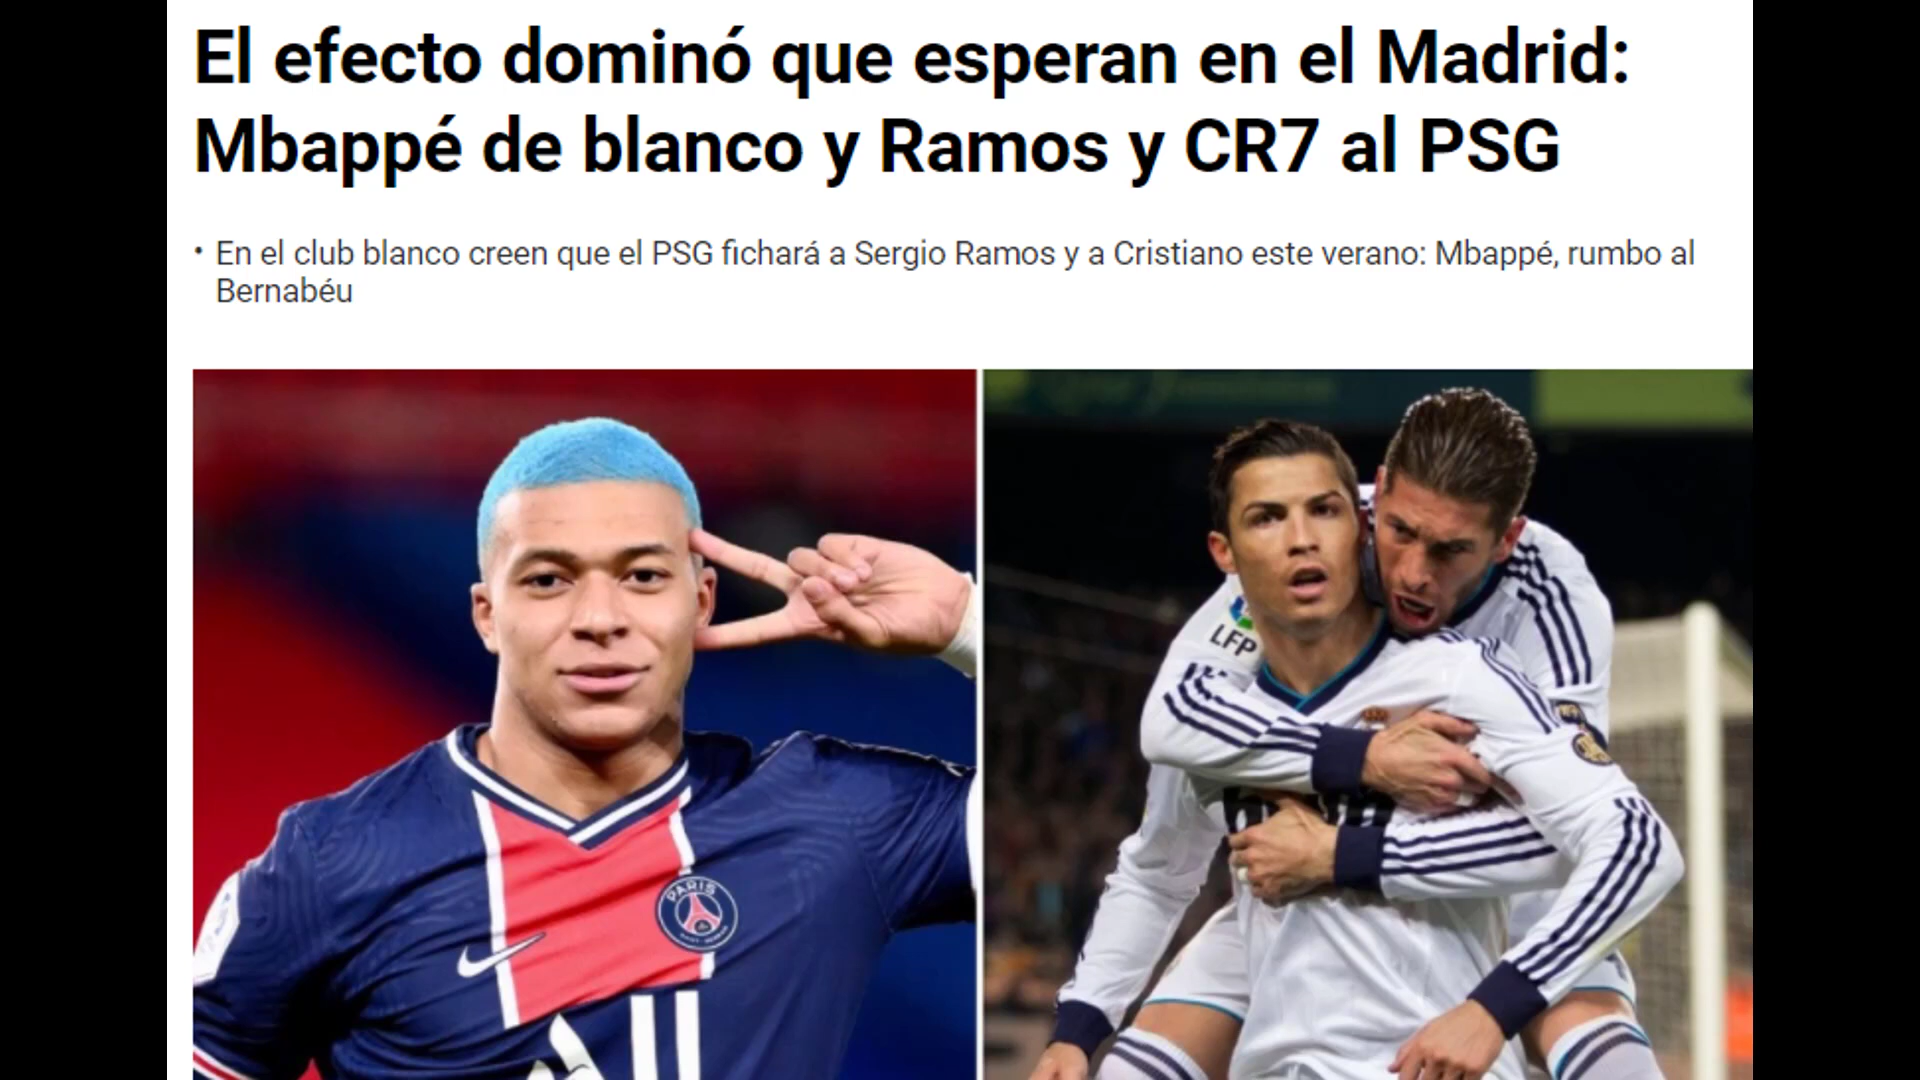 El efecto dominó que esperan en el Madrid:
Mbappé de blanco y Ramos y CR7 al PSG
• En el club blanco creen que el PSG fichará a Sergio Ramos y a Cristiano este verano: Mbappé, rumbo al
Bernabéu
PARIS
LFP